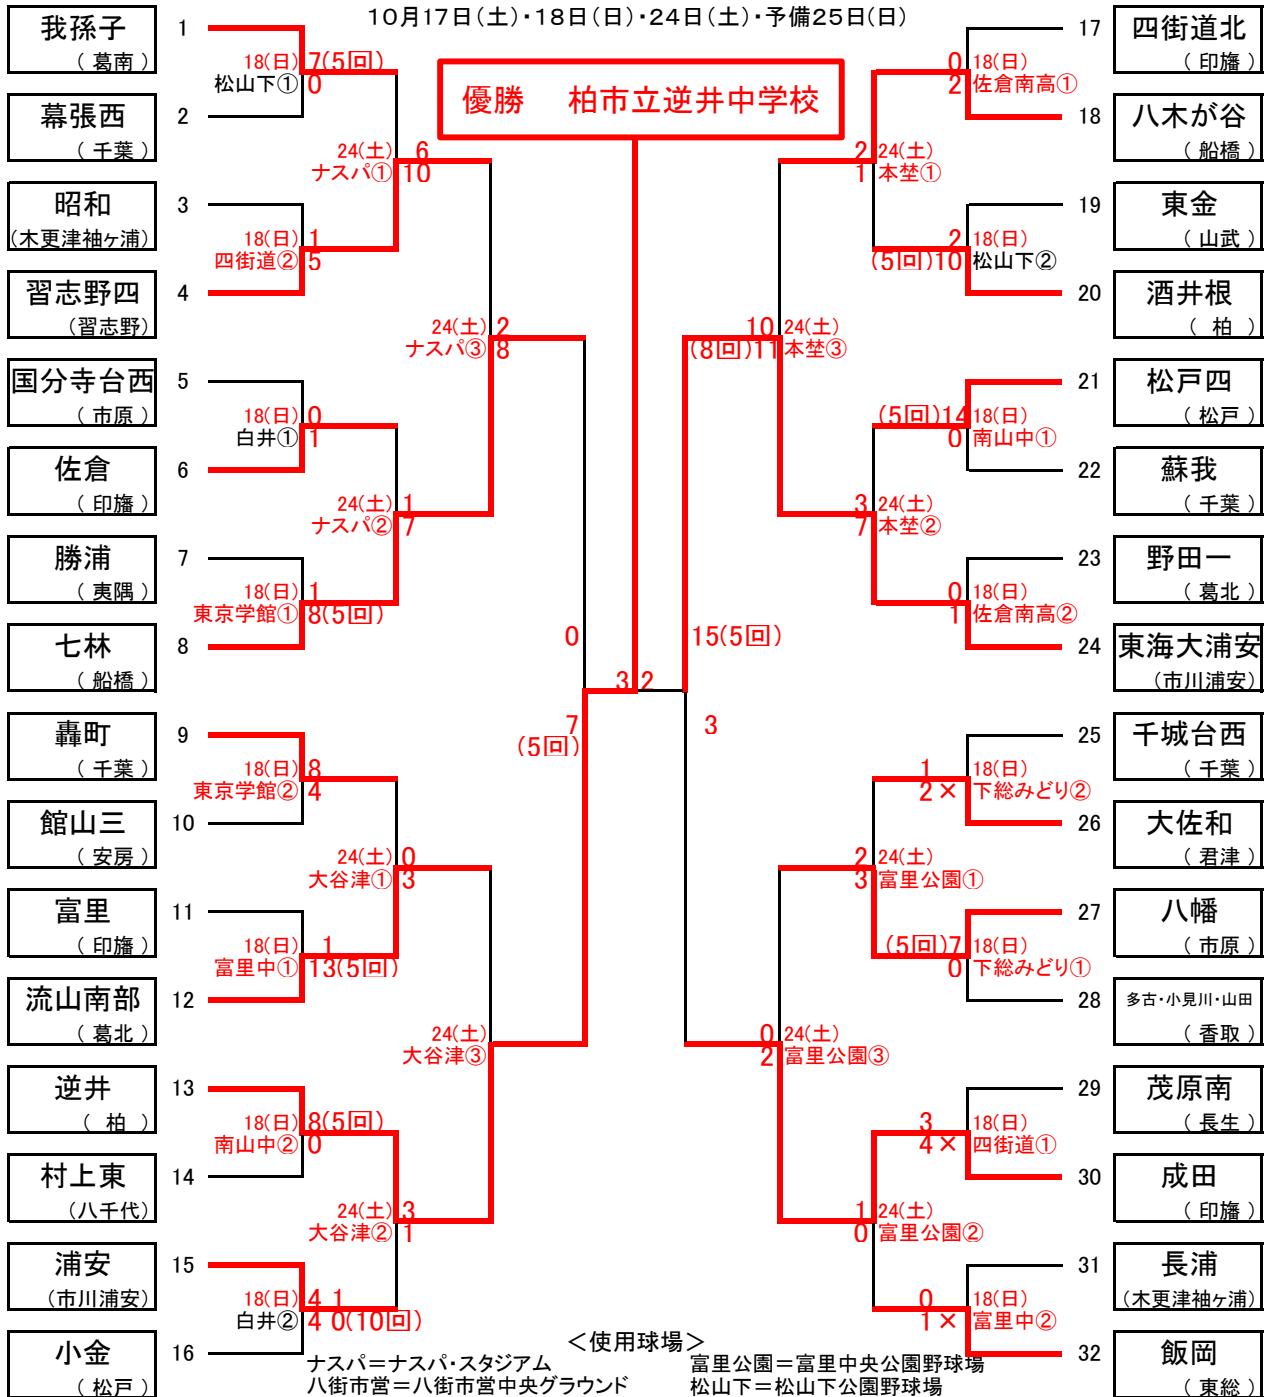 10月17日(土)・18日(日)・24日(土)・予備25日(日)
優勝　柏市立逆井中学校
我孫子
（ 葛南 ）
1
幕張西
（ 千葉 ）
2
昭和
(木更津袖ヶ浦)
3
習志野四
(習志野)
4
国分寺台西
（ 市原 ）
5
佐倉
（ 印旛 ）
6
勝浦
（ 夷隅 ）
7
七林
（ 船橋 ）
8
轟町
（ 千葉 ）
9
館山三
（ 安房 ）
10
富里
（ 印旛 ）
11
流山南部
（ 葛北 ）
12
逆井
（ 柏 ）
13
村上東
(八千代)
14
浦安
(市川浦安)
15
小金
（ 松戸 ）
16
18(日) 7(5回)
松山下① 0
18(日) 1
四街道② 5
18(日) 0
白井① 1
18(日) 1
東京学館① 8(5回)
18(日) 8
東京学館② 4
18(日) 1
富里中① 13(5回)
18(日) 8(5回)
南山中② 0
18(日) 4 1
白井② 4 0(10回)
24(土) 6
ナスパ① 10
24(土) 1
ナスパ② 7
24(土) 0
大谷津① 3
24(土) 3
大谷津② 1
24(土) 2
ナスパ③ 8
24(土)
大谷津③
0
7
(5回)
3 2
15(5回)
3
10 24(土)
(8回)11 本埜③
0 24(土)
2 富里公園③
2 24(土)
1 本埜①
3 24(土)
7 本埜②
2 24(土)
3 富里公園①
1 24(土)
0 富里公園②
0 18(日)
2 佐倉南高①
2 18(日)
(5回)10 松山下②
(5回)14 18(日)
0 南山中①
0 18(日)
1 佐倉南高②
1 18(日)
2× 下総みどり②
(5回)7 18(日)
0 下総みどり①
3 18(日)
4× 四街道①
0 18(日)
1× 富里中②
17
四街道北
（ 印旛 ）
18
八木が谷
（ 船橋 ）
19
東金
（ 山武 ）
20
酒井根
（ 柏 ）
21
松戸四
（ 松戸 ）
22
蘇我
（ 千葉 ）
23
野田一
（ 葛北 ）
24
東海大浦安
(市川浦安)
25
千城台西
（ 千葉 ）
26
大佐和
（ 君津 ）
27
八幡
（ 市原 ）
28
多古・小見川・山田
（ 香取 ）
29
茂原南
（ 長生 ）
30
成田
（ 印旛 ）
31
長浦
(木更津袖ヶ浦)
32
飯岡
（ 東総 ）
＜使用球場＞
ナスパ＝ナスパ・スタジアム
富里公園＝富里中央公園野球場
八街市営＝八街市営中央グラウンド
松山下＝松山下公園野球場